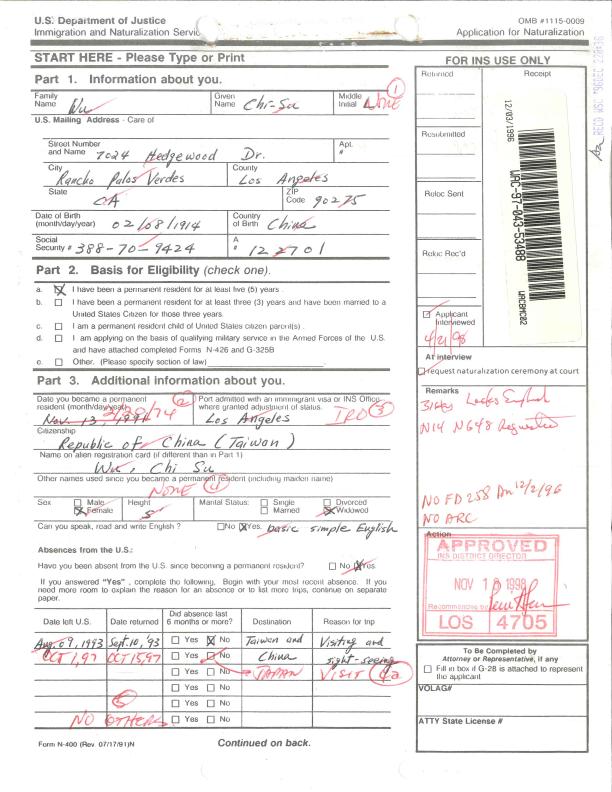 U.S. Department of Justice
Immigration and Naturalization Servic
OMB #1115-0009
Application for Naturalization
START HERE - Please Type or Print
Part 1. Information about you.
Family Name Wu Given Name Chi-Su Middle Initial NONE 1
U.S. Mailing Address - Care of
Street Number and Name 7024 Hedgewood Dr. Apt. #
City Rancho Palos Verdes County Los Angeles
State CA ZIP Code 90275
Date of Birth (month/day/year) 02/08/1914 Country of Birth China
Social Security # 388-70-9424 A # 122701
Part 2. Basis for Eligibility (check one).
a. I have been a permanent resident for at least five (5) years .
b. I have been a permanent resident for at least three (3) years and have been married to a
United States Citizen for those three years.
c. I am a permanent resident child of United States citizen parent(s) .
d. I am applying on the basis of qualifying military service in the Armed Forces of the U.S.
and have attached completed Forms N-426 and G-325B
e. Other. (Please specify section of law)
Part 3. Additional information about you.
Date you became a permanent resident (month/day/year) Nov. 13, 2 Port admitted with an immigrant visa or INS Office where granted adjustment of status. Los Angeles 3
Citizenship
Republic of China (Taiwan)
Name on alien registration card (if different than in Part 1)
Wu, Chi Su
Other names used since you became a permanent resident (including maiden name)
NONE 4
Sex Male Female Height 5' Marital Status: Single Married Divorced Widowed
Can you speak, read and write English ? No Yes. basic simple English
Absences from the U.S.:
Have you been absent from the U.S. since becoming a permanent resident? No Yes.
If you answered "Yes" , complete the following, Begin with your most recent absence. If you
need more room to explain the reason for an absence or to list more trips, continue on separate
paper.
Date left U.S. Date returned Did absence last 6 months or more? Destination Reason for trip
Aug. 09, 1993 Sept. 10, '93 Yes No Taiwan and Visiting and
OCT 1, 97 OCT 15, 97 Yes No China sight-seeing
Yes No JAPAN VISIT 4a
Yes No
5 Yes No
NO OTHERS Yes No
Form N-400 (Rev 07/17/91)N
Continued on back.
FOR INS USE ONLY
Returned
Receipt
Resubmitted
Reloc Sent
Reloc Rec'd
12/03/1996
WAC-97-043-53488
RECD WSC
Applicant Interviewed
4/21/98
At interview
request naturalization ceremony at court
Remarks
Lacks English
N14 N648 Requested
NO FD 258 12/2/96
NO ARC
Action
APPROVED
INS DISTRICT DIRECTOR
NOV 18 1998
Recommended by
LOS 4705
To Be Completed by
Attorney or Representative, if any
Fill in box if G-28 is attached to represent
the applicant
VOLAG#
ATTY State License #